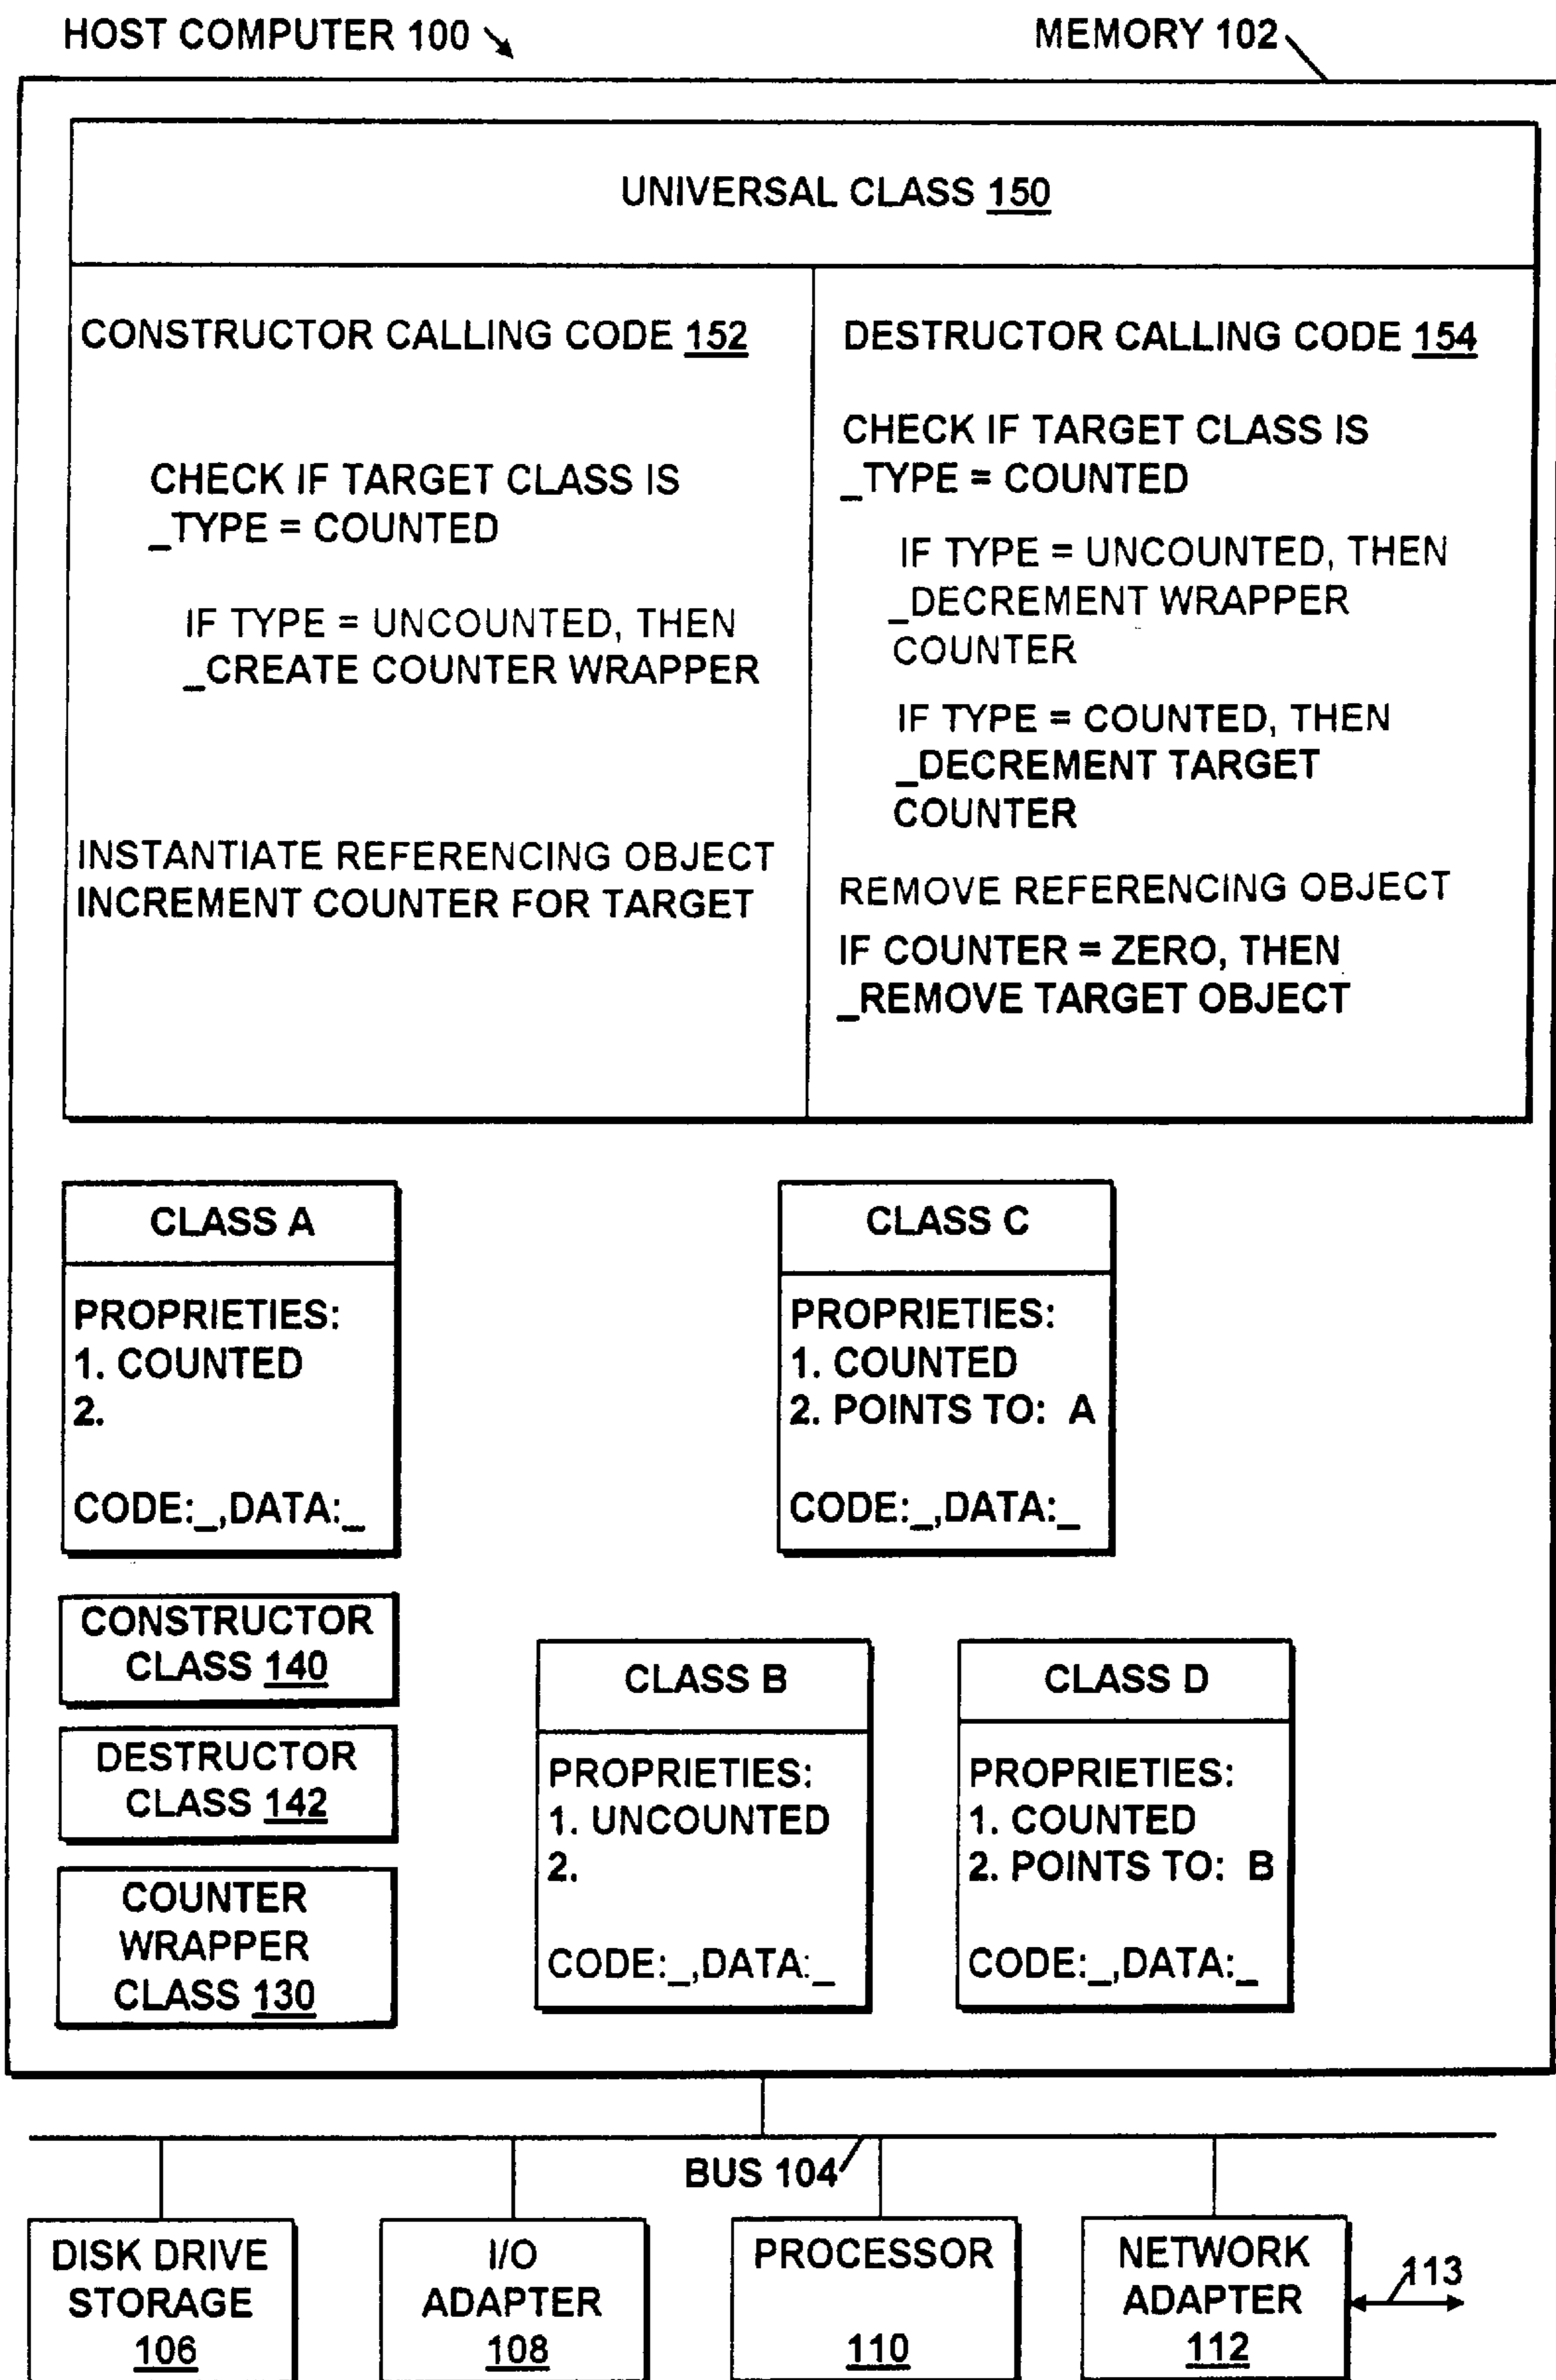 HOST COMPUTER 100
MEMORY 102
UNIVERSAL CLASS 150
CONSTRUCTOR CALLING CODE 152
CHECK IF TARGET CLASS IS
_TYPE = COUNTED
IF TYPE = UNCOUNTED, THEN
_CREATE COUNTER WRAPPER
INSTANTIATE REFERENCING OBJECT
INCREMENT COUNTER FOR TARGET
DESTRUCTOR CALLING CODE 154
CHECK IF TARGET CLASS IS
_TYPE = COUNTED
IF TYPE = UNCOUNTED, THEN
_DECREMENT WRAPPER
COUNTER
IF TYPE = COUNTED, THEN
_DECREMENT TARGET
COUNTER
REMOVE REFERENCING OBJECT
IF COUNTER = ZERO, THEN
_REMOVE TARGET OBJECT
CLASS A
PROPRIETIES:
1. COUNTED
2.
CODE:_,DATA:_
CLASS C
PROPRIETIES:
1. COUNTED
2. POINTS TO: A
CODE:_,DATA:_
CONSTRUCTOR
CLASS 140
DESTRUCTOR
CLASS 142
COUNTER
WRAPPER
CLASS 130
CLASS B
PROPRIETIES:
1. UNCOUNTED
2.
CODE:_,DATA:_
CLASS D
PROPRIETIES:
1. COUNTED
2. POINTS TO: B
CODE:_,DATA:_
BUS 104
DISK DRIVE
STORAGE
106
I/O
ADAPTER
108
PROCESSOR
110
NETWORK
ADAPTER
112
113